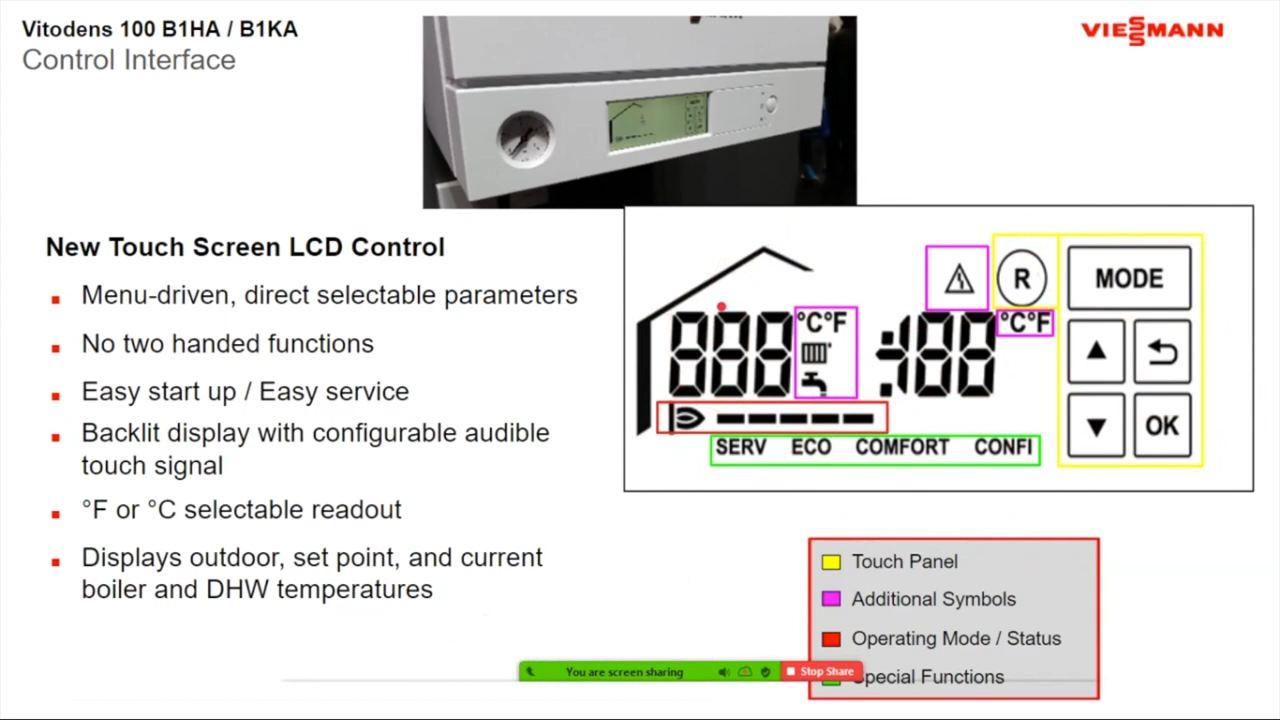 Vitodens 100 B1HA / B1KA
Control Interface
VIESSMANN
New Touch Screen LCD Control
Menu-driven, direct selectable parameters
No two handed functions
Easy start up / Easy service
Backlit display with configurable audible
touch signal
°F or °C selectable readout
Displays outdoor, set point, and current
boiler and DHW temperatures
R
MODE
888 °C°F
:188 °C°F
OK
SERV ECO COMFORT CONFI
Touch Panel
Additional Symbols
Operating Mode / Status
Special Functions
You are screen sharing
Stop Share